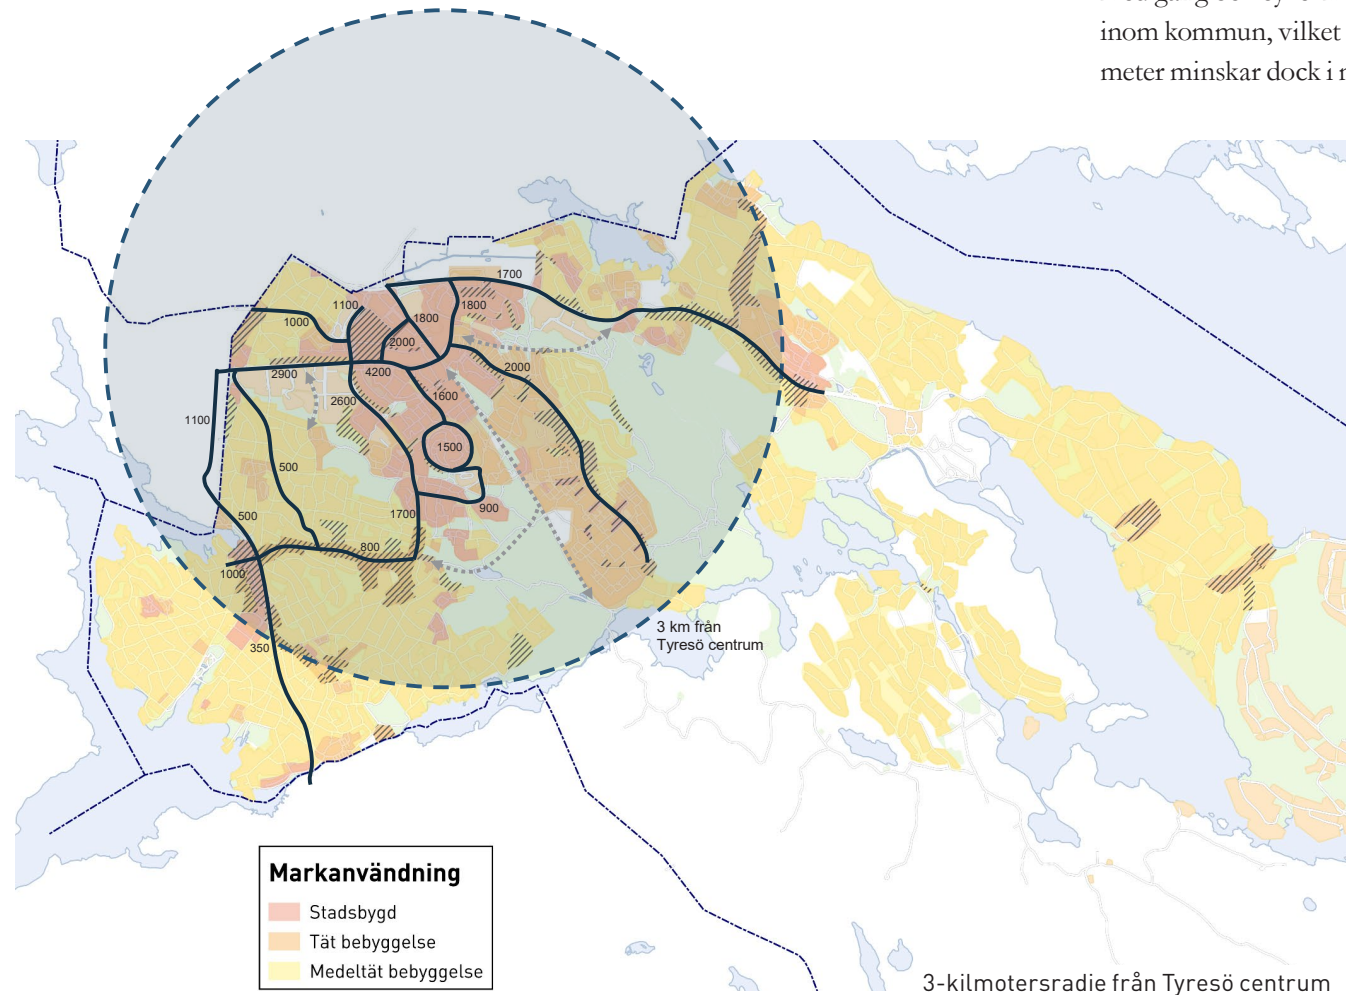 inom kommun, vilket
meter minskar dock i
1700
1100
1800
1000
1800
2000
2900
4200
2000
2600
1600
1100
1500
500
900
500
1700
800
1000
350
3 km från
Tyresö centrum
Markanvändning
Stadsbygd
Tät bebyggelse
Medeltät bebyggelse
3-kilmotersradie från Tyresö centrum